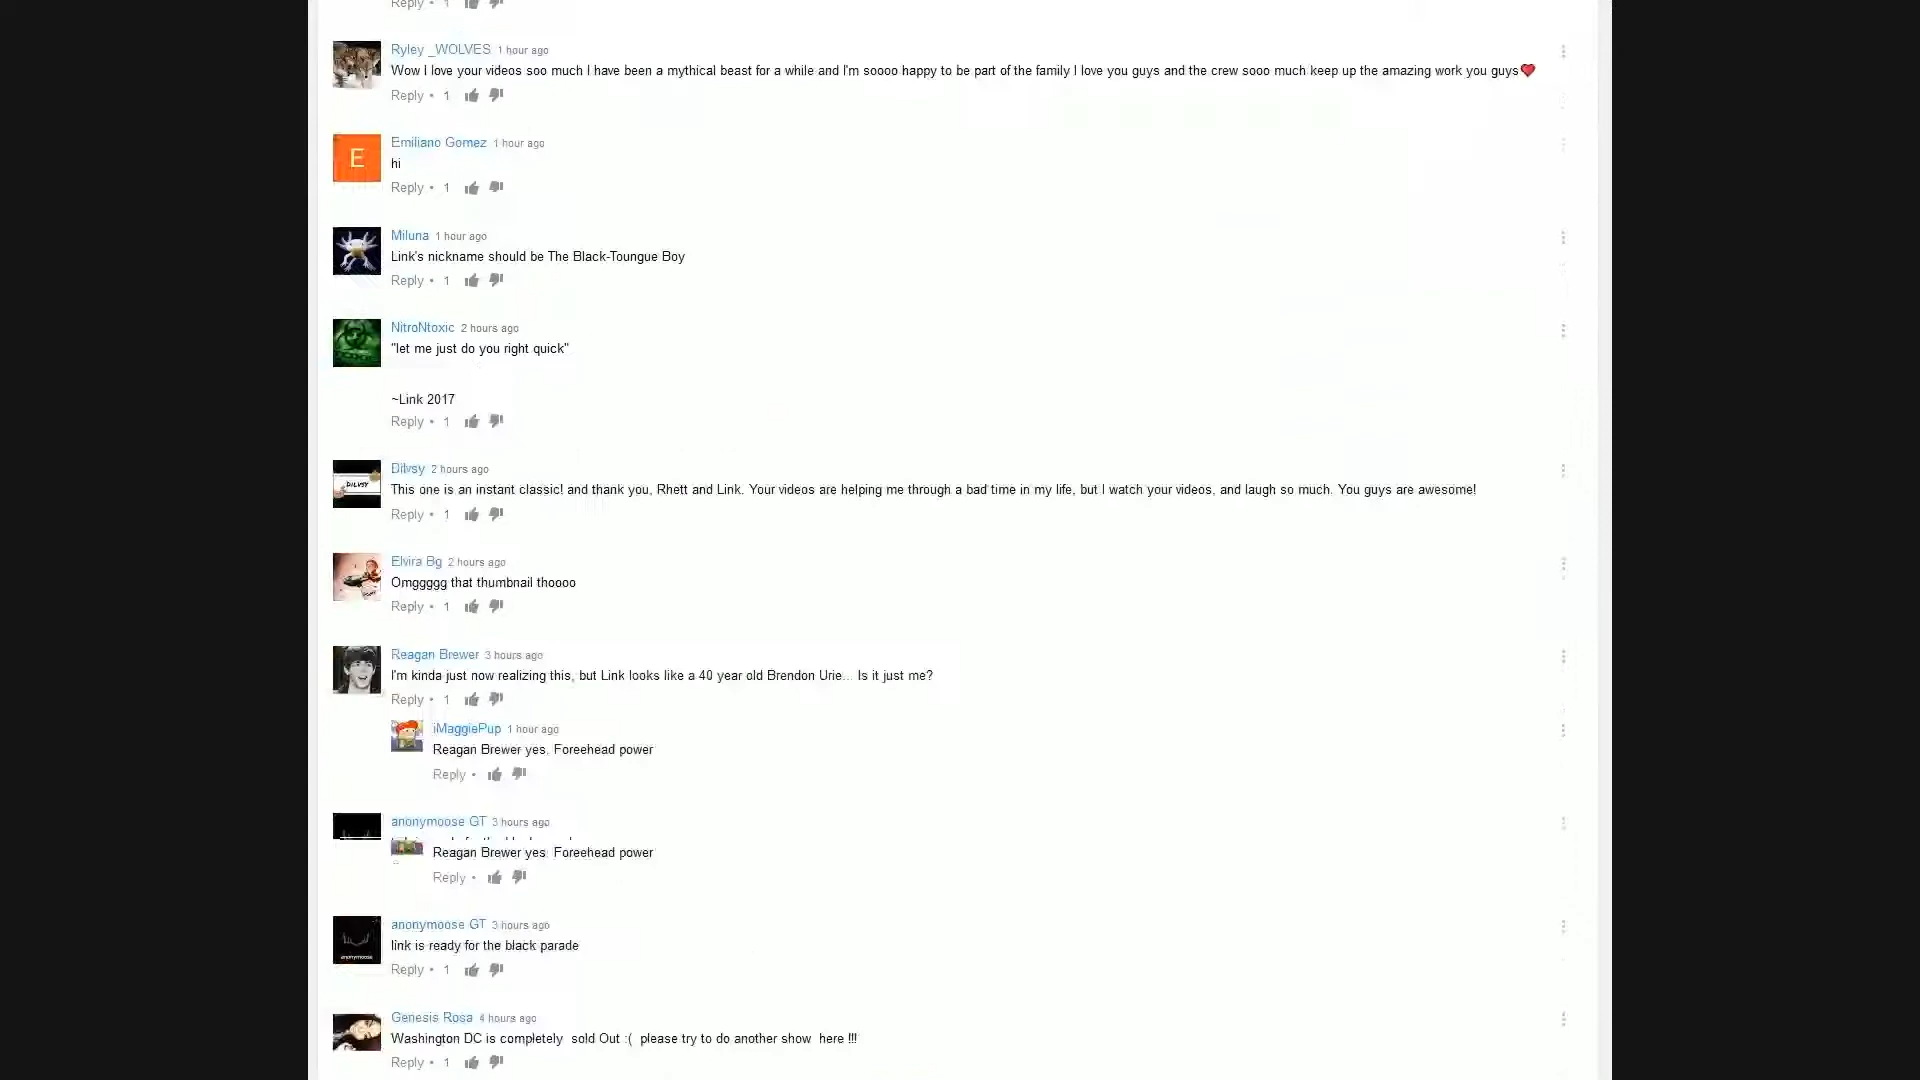 Reply • 1
Ryley _WOLVES 1 hour ago
Wow I love your videos soo much I have been a mythical beast for a while and I'm soooo happy to be part of the family I love you guys and the crew sooo much keep up the amazing work you guys❤
Reply • 1
E
Emiliano Gomez 1 hour ago
hi
Reply • 1
Miluna 1 hour ago
Link's nickname should be The Black-Toungue Boy
Reply • 1
NitroNtoxic 2 hours ago
"let me just do you right quick"
~Link 2017
Reply • 1
DILVSY
Dilvsy 2 hours ago
This one is an instant classic! and thank you, Rhett and Link. Your videos are helping me through a bad time in my life, but I watch your videos, and laugh so much. You guys are awesome!
Reply • 1
Elvira Bg 2 hours ago
Omggggg that thumbnail thoooo
Reply • 1
Reagan Brewer 3 hours ago
I'm kinda just now realizing this, but Link looks like a 40 year old Brendon Urie... Is it just me?
Reply • 1
iMaggiePup 1 hour ago
Reagan Brewer yes. Foreehead power
Reply •
anonymoose GT 3 hours ago
Reagan Brewer yes. Foreehead power
Reply •
anonymoose
anonymoose GT 3 hours ago
link is ready for the black parade
Reply • 1
Genesis Rosa 4 hours ago
Washington DC is completely  sold Out :(  please try to do another show  here !!!
Reply • 1